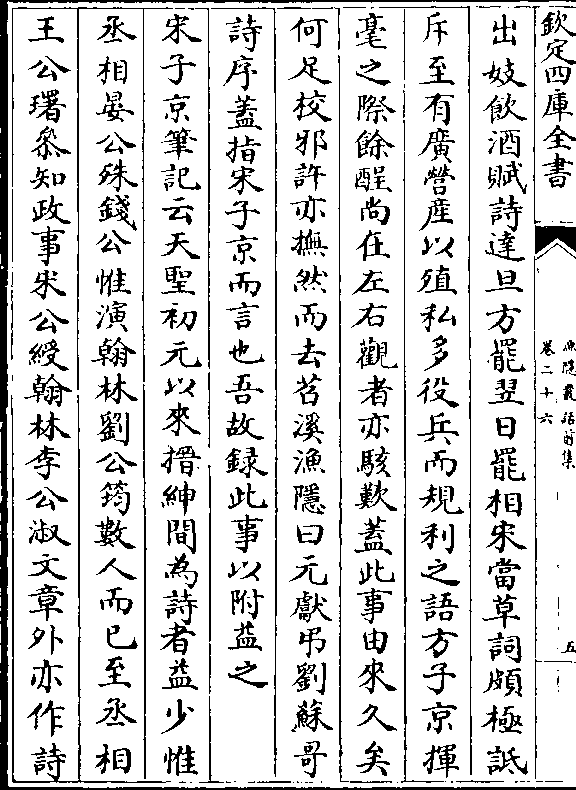 欽定四庫全書
漁隱叢話前集
卷二十六
五
出妓飲酒賦詩達旦方罷翌日罷相宋當草詞頗極詆
斥至有廣營産以殖私多役兵而規利之語方子京揮
毫之際餘酲尚在左右觀者亦駭歎蓋此事由來久矣
何足校邪許亦撫然而去苕溪漁隱曰元獻弔劉蘇哥
詩序蓋指宋子京而言也吾故録此事以附益之
宋子京筆記云天聖初元以來搢紳間為詩者益少惟
丞相晏公殊錢公惟演翰林劉公筠數人而已至丞相
王公曙叅知政事宋公綬翰林李公淑文章外亦作詩